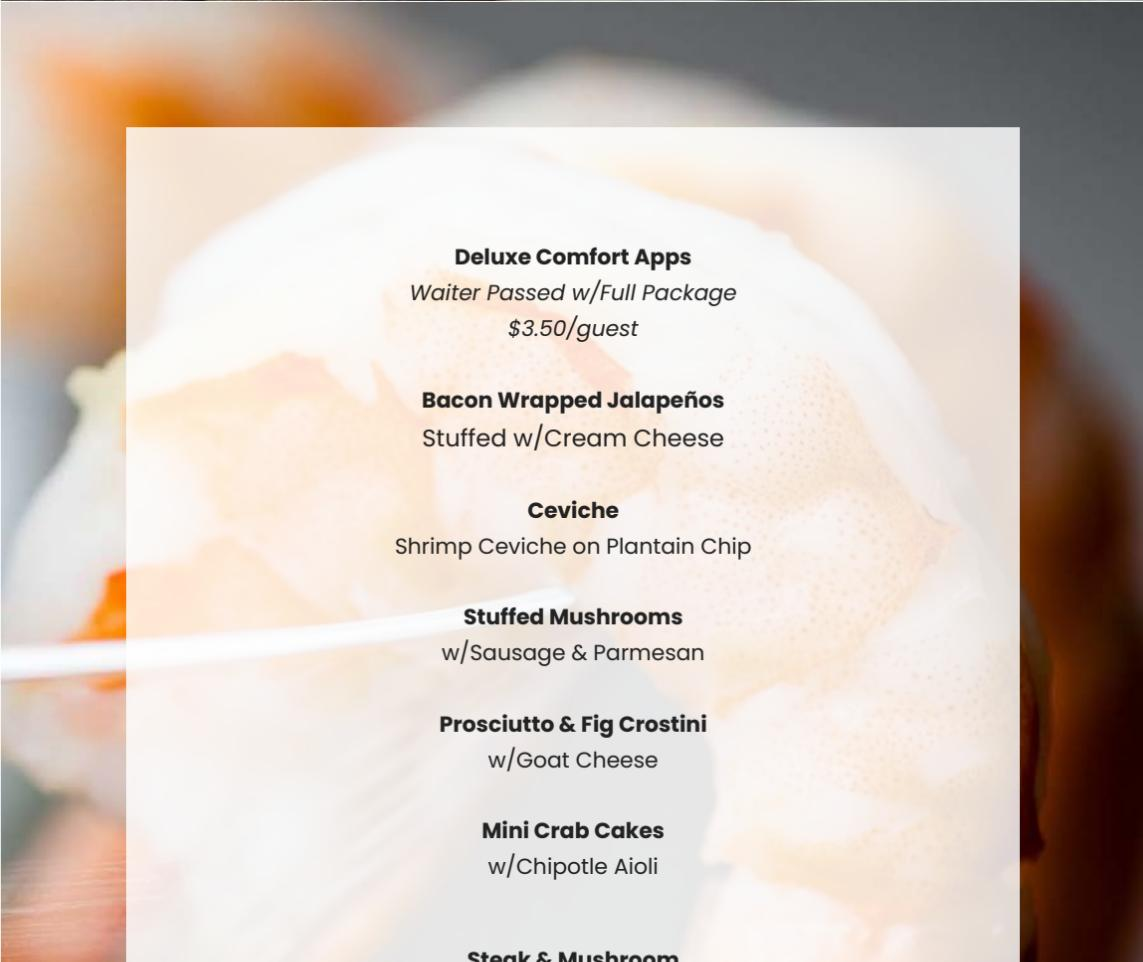 Deluxe Comfort Apps
Waiter Passed w/Full Package
$3.50/guest
Bacon Wrapped Jalapeños
Stuffed w/Cream Cheese
Ceviche
Shrimp Ceviche on Plantain Chip
Stuffed Mushrooms
w/Sausage & Parmesan
Prosciutto & Fig Crostini
w/Goat Cheese
Mini Crab Cakes
w/Chipotle Aioli
Steak & Mushroom